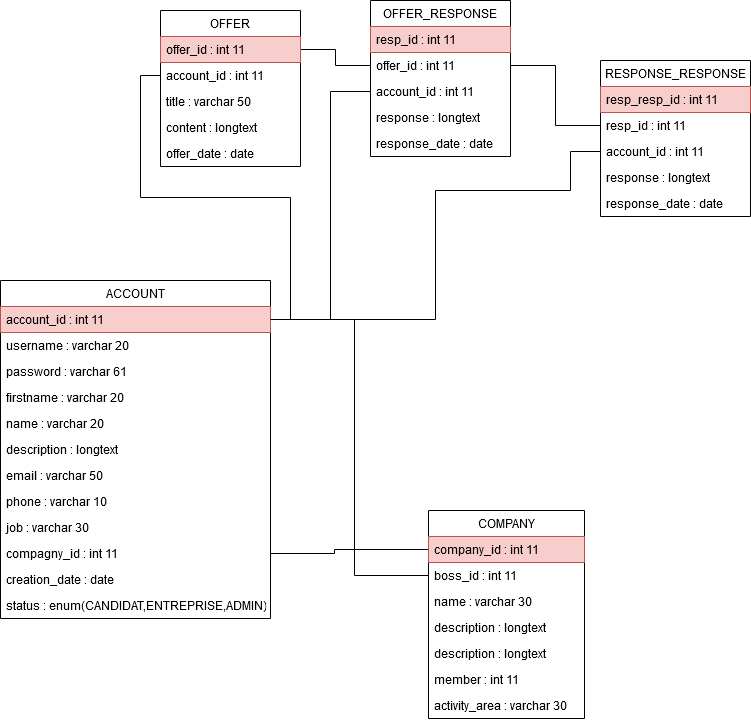 OFFER
offer_id : int 11
account_id : int 11
title : varchar 50
content : longtext
offer_date : date
OFFER_RESPONSE
resp_id : int 11
offer_id : int 11
account_id : int 11
response : longtext
response_date : date
RESPONSE_RESPONSE
resp_resp_id : int 11
resp_id : int 11
account_id : int 11
response : longtext
response_date : date
ACCOUNT
account_id : int 11
username : varchar 20
password : varchar 61
firstname : varchar 20
name : varchar 20
description : longtext
email : varchar 50
phone : varchar 10
job : varchar 30
compagny_id : int 11
creation_date : date
status : enum(CANDIDAT,ENTREPRISE,ADMIN)
COMPANY
company_id : int 11
boss_id : int 11
name : varchar 30
description : longtext
description : longtext
member : int 11
activity_area : varchar 30